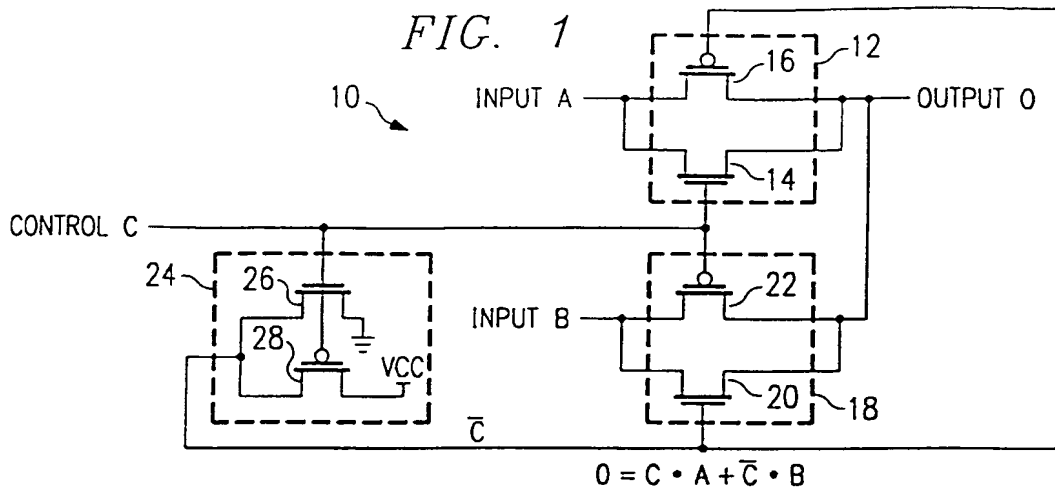 FIG. 1
12
16
INPUT A
OUTPUT O
10
14
CONTROL C
24
26
22
INPUT B
28
VCC
20
18
C̅
O = C • A + C̅ • B